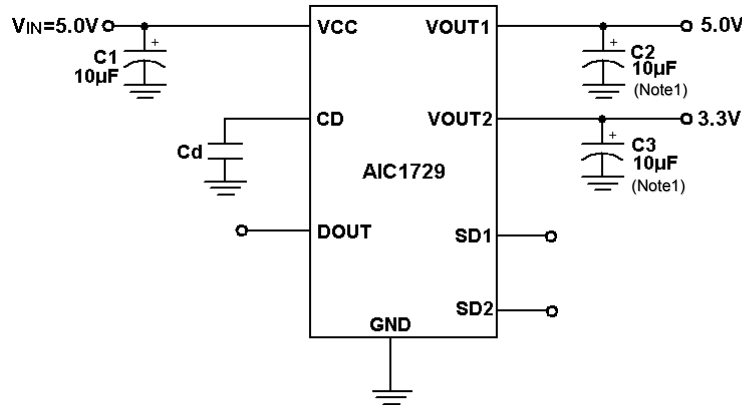 VIN=5.0V
VCC
VOUT1
5.0V
+
C1
10µF
+
C2
10µF
(Note1)
CD
VOUT2
3.3V
Cd
+
C3
10µF
(Note1)
AIC1729
DOUT
SD1
SD2
GND